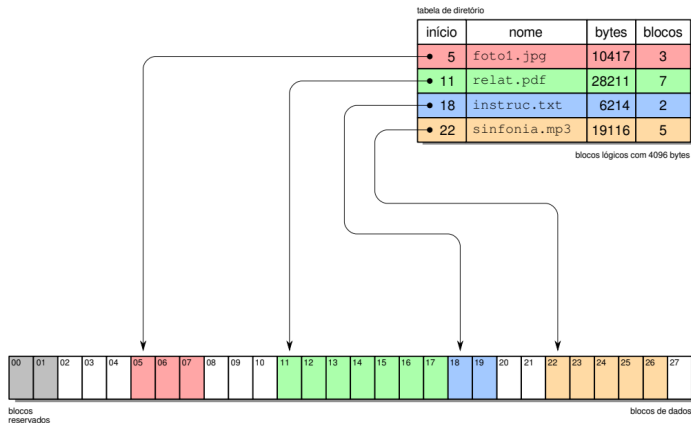 tabela de diretório
início nome bytes blocos
5 foto1.jpg 10417 3
11 relat.pdf 28211 7
18 instruc.txt 6214 2
22 sinfonia.mp3 19116 5
blocos lógicos com 4096 bytes
00 01 02 03 04 05 06 07 08 09 10 11 12 13 14 15 16 17 18 19 20 21 22 23 24 25 26 27
blocos reservados
blocos de dados